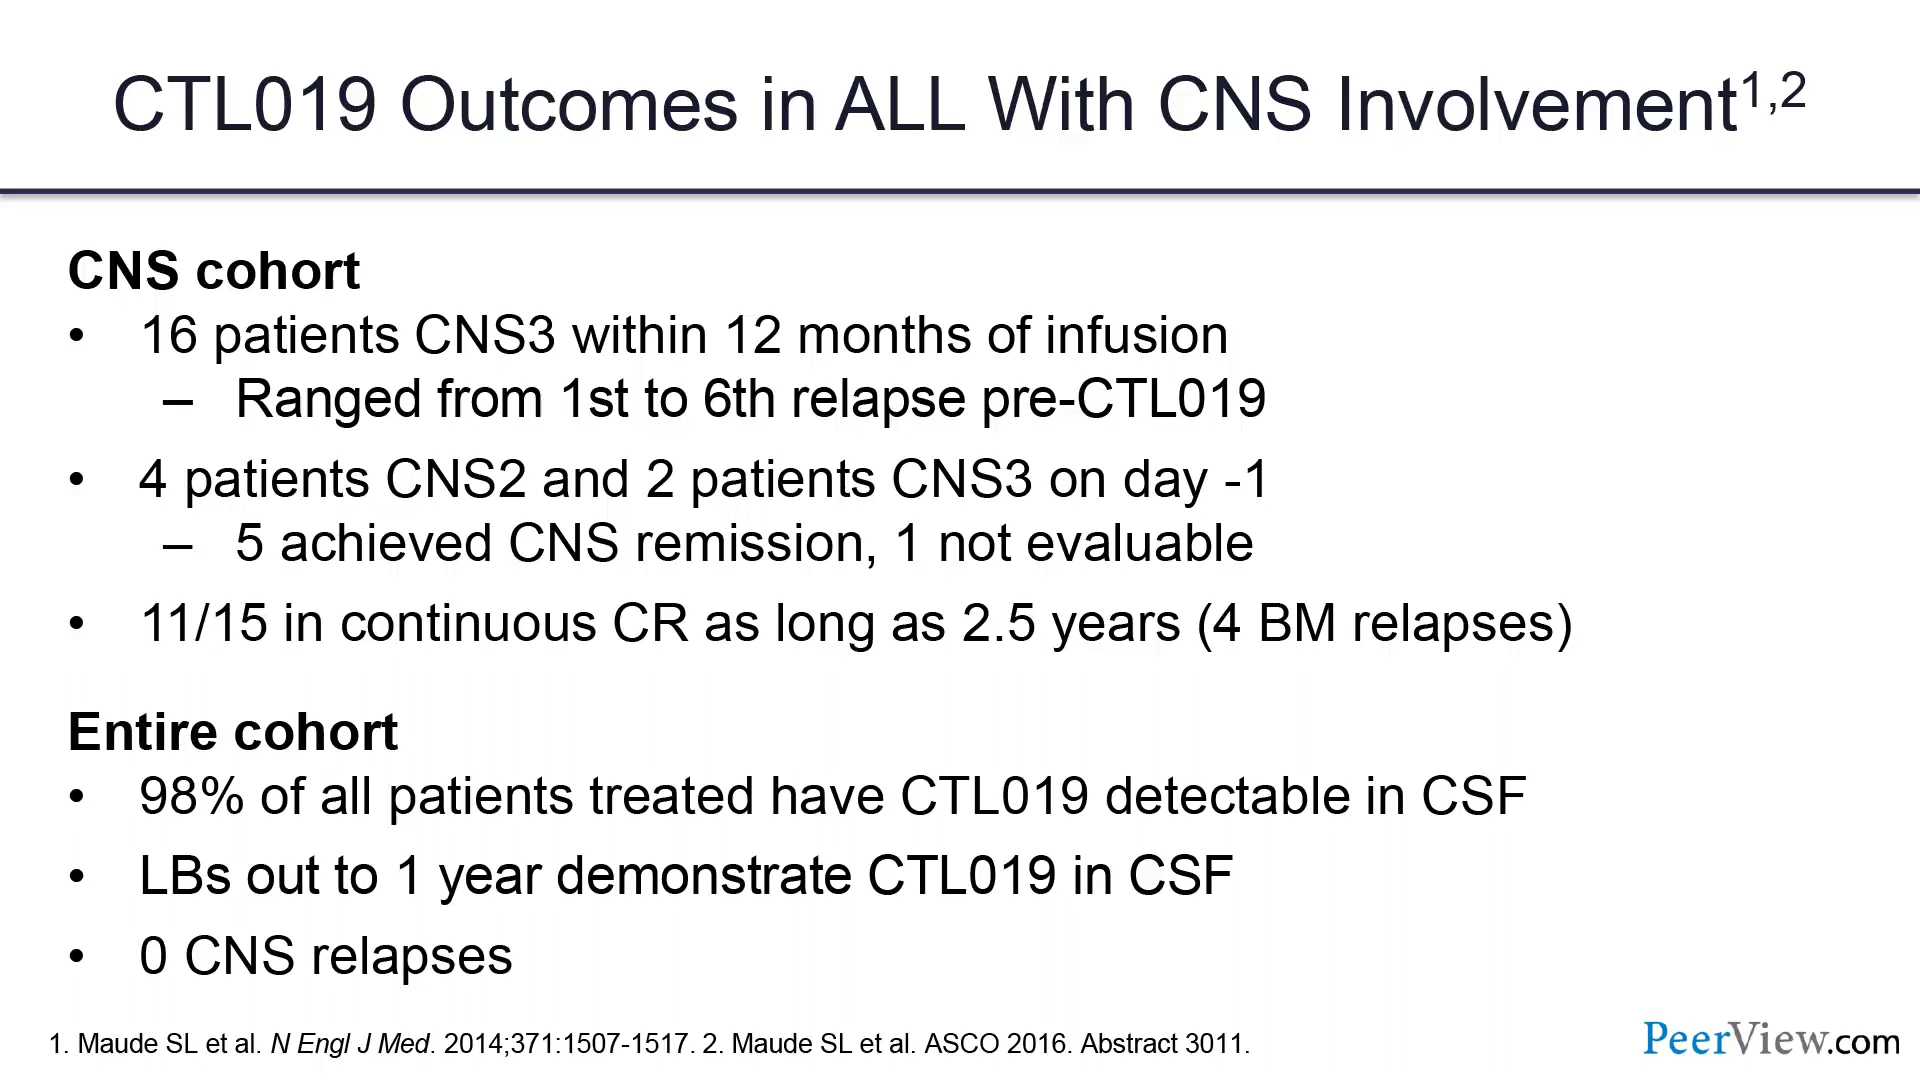 CTL019 Outcomes in ALL With CNS Involvement1,2
CNS cohort
• 16 patients CNS3 within 12 months of infusion
– Ranged from 1st to 6th relapse pre-CTL019
• 4 patients CNS2 and 2 patients CNS3 on day -1
– 5 achieved CNS remission, 1 not evaluable
• 11/15 in continuous CR as long as 2.5 years (4 BM relapses)
Entire cohort
• 98% of all patients treated have CTL019 detectable in CSF
• LBs out to 1 year demonstrate CTL019 in CSF
• 0 CNS relapses
1. Maude SL et al. N Engl J Med. 2014;371:1507-1517. 2. Maude SL et al. ASCO 2016. Abstract 3011.
PeerView.com